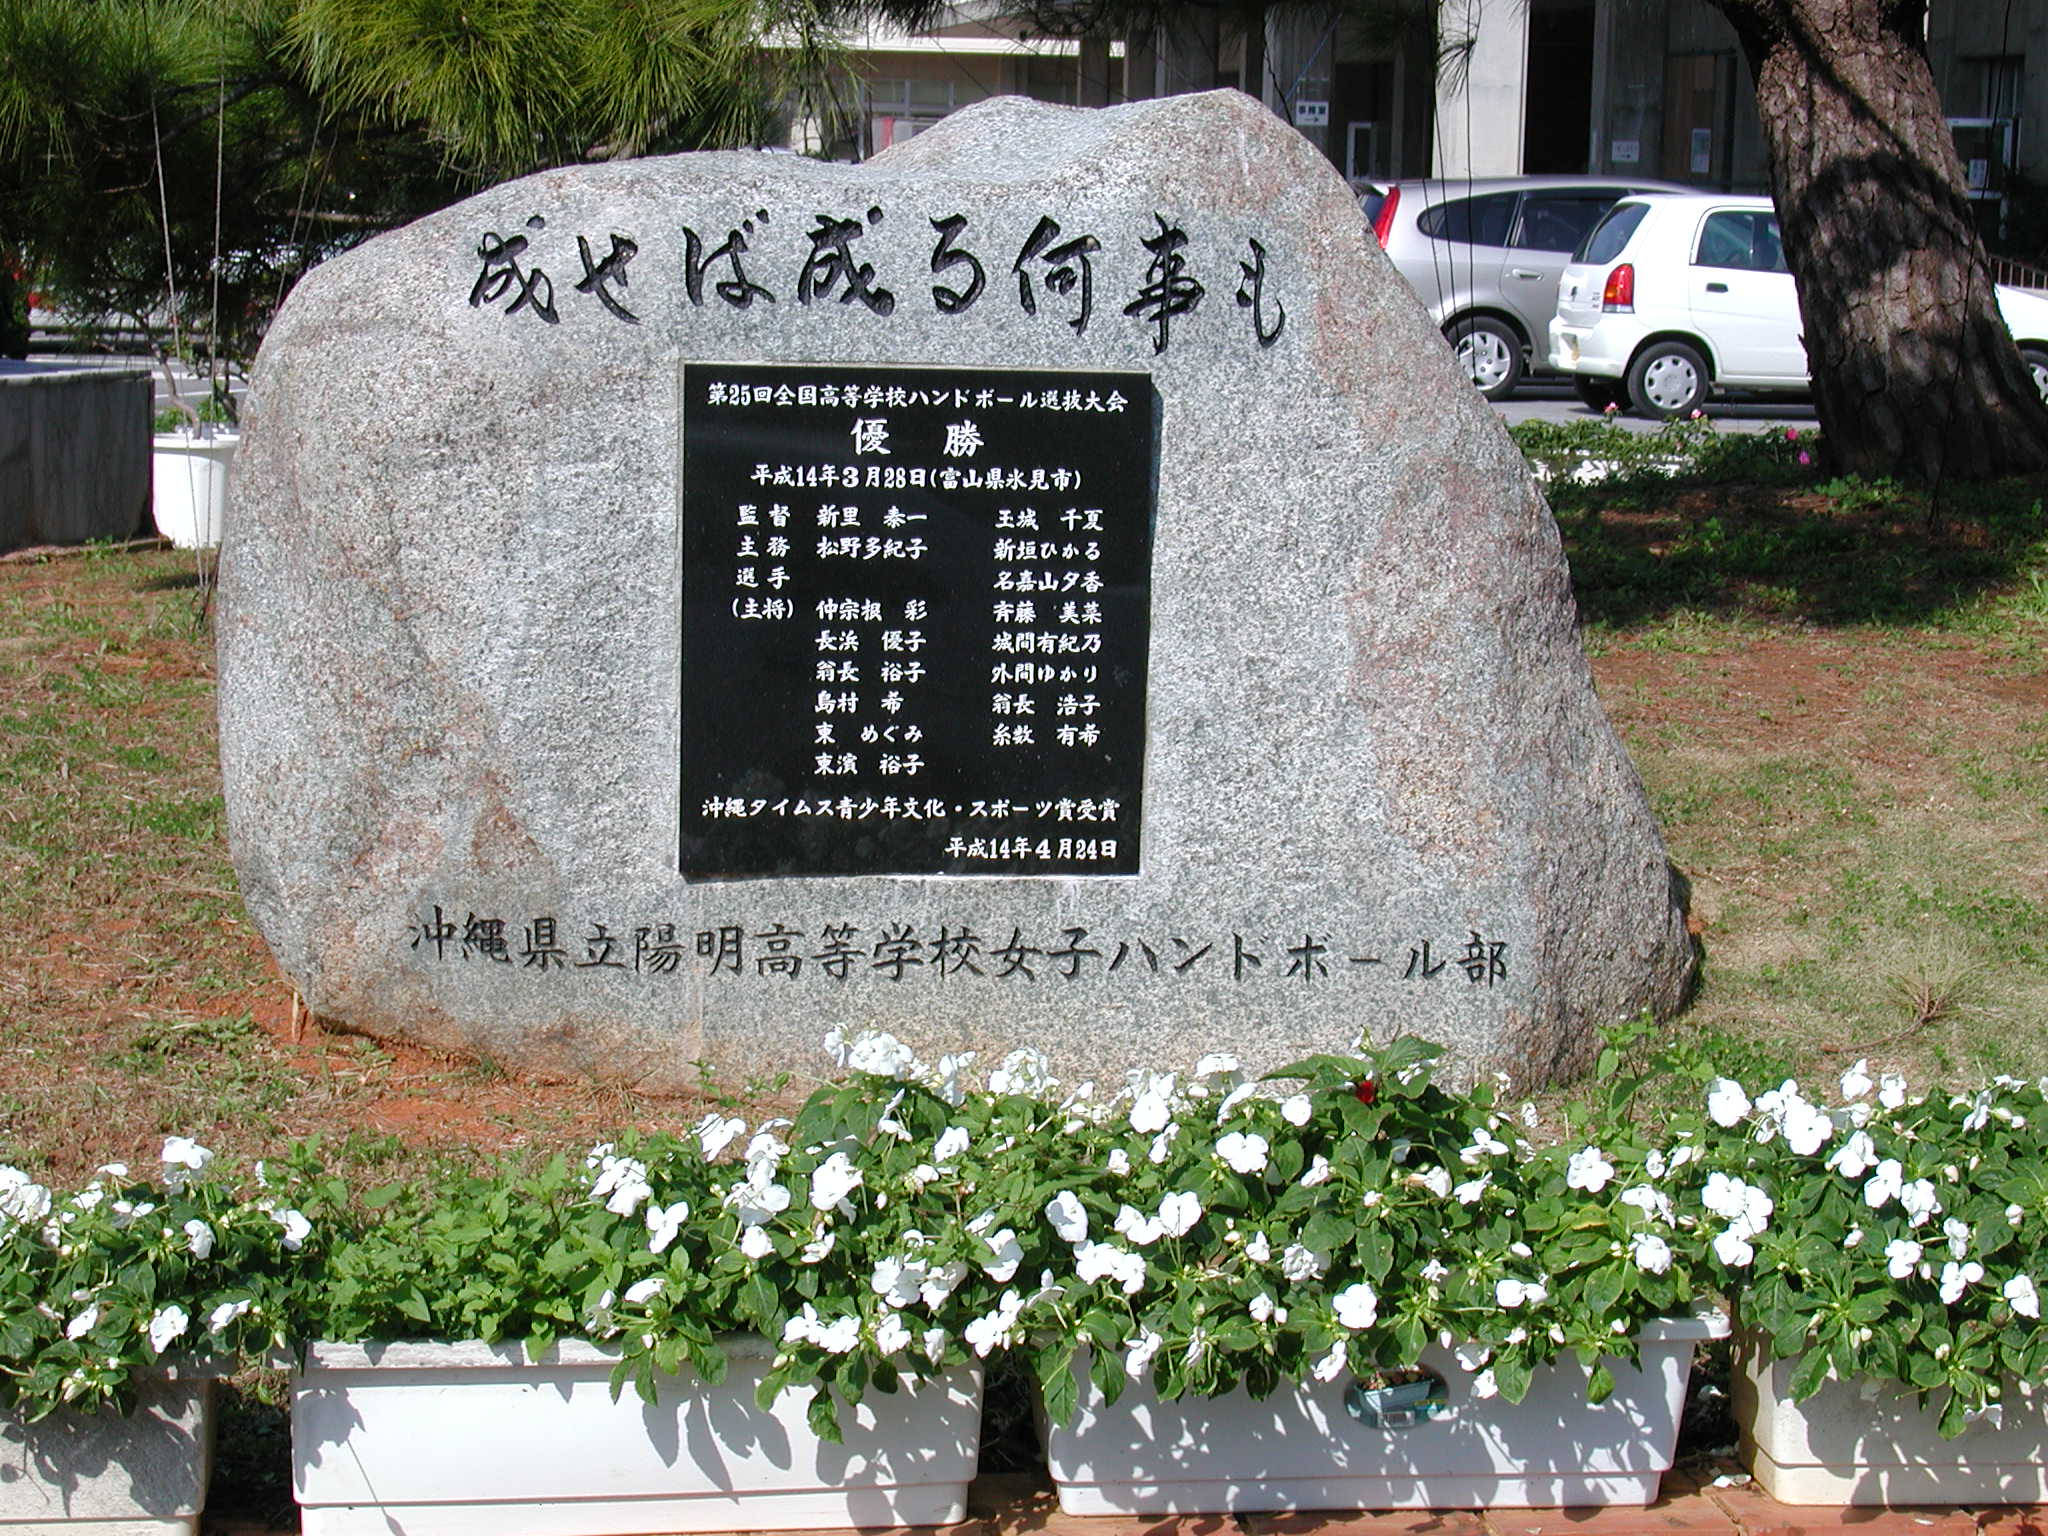 成せば成る何事も
第25回全国高等学校ハンドボール選抜大会
優 勝
平成14年3月28日(富山県氷見市)
監督 新里 泰一
主務 松野多紀子
選手
(主将) 仲宗根 彩
長浜 優子
翁長 裕子
島村 希
東 めぐみ
東濱 裕子
玉城 千夏
新垣ひかる
名嘉山夕香
斉藤 美菜
城間有紀乃
外間ゆかり
翁長 浩子
糸数 有希
沖縄タイムス青少年文化・スポーツ賞受賞
平成14年4月24日
沖縄県立陽明高等学校女子ハンドボール部
事務室